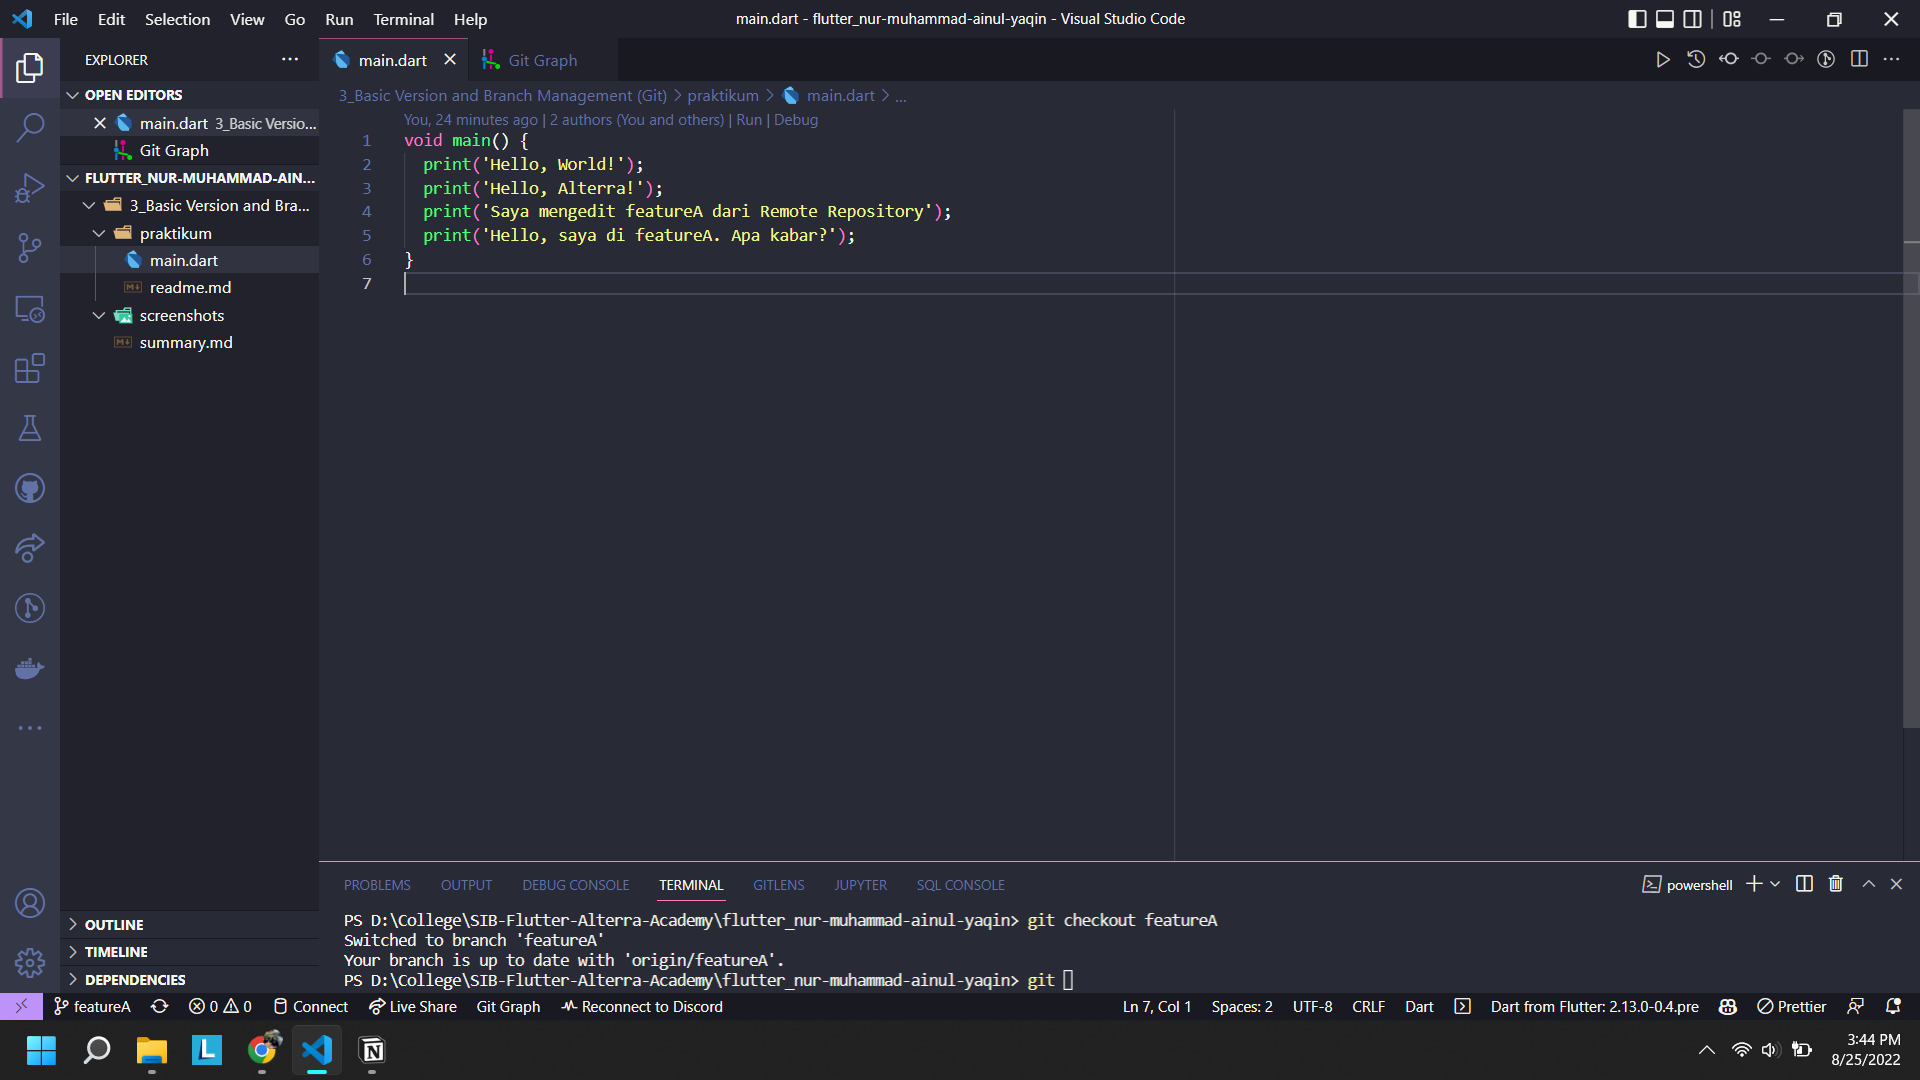 File Edit Selection View Go Run Terminal Help
main.dart - flutter_nur-muhammad-ainul-yaqin - Visual Studio Code
EXPLORER
OPEN EDITORS
main.dart 3_Basic Versio...
Git Graph
FLUTTER_NUR-MUHAMMAD-AIN...
3_Basic Version and Bra...
praktikum
main.dart
readme.md
screenshots
summary.md
OUTLINE
TIMELINE
DEPENDENCIES
main.dart
Git Graph
3_Basic Version and Branch Management (Git) > praktikum > main.dart > ...
You, 24 minutes ago | 2 authors (You and others) | Run | Debug
1 void main() {
2 print('Hello, World!');
3 print('Hello, Alterra!');
4 print('Saya mengedit featureA dari Remote Repository');
5 print('Hello, saya di featureA. Apa kabar?');
6 }
7
PROBLEMS OUTPUT DEBUG CONSOLE TERMINAL GITLENS JUPYTER SQL CONSOLE
powershell
PS D:\College\SIB-Flutter-Alterra-Academy\flutter_nur-muhammad-ainul-yaqin> git checkout featureA
Switched to branch 'featureA'
Your branch is up to date with 'origin/featureA'.
PS D:\College\SIB-Flutter-Alterra-Academy\flutter_nur-muhammad-ainul-yaqin> git
featureA 0 0 Connect Live Share Git Graph Reconnect to Discord
Ln 7, Col 1 Spaces: 2 UTF-8 CRLF Dart Dart from Flutter: 2.13.0-0.4.pre Prettier
L
N
3:44 PM
8/25/2022